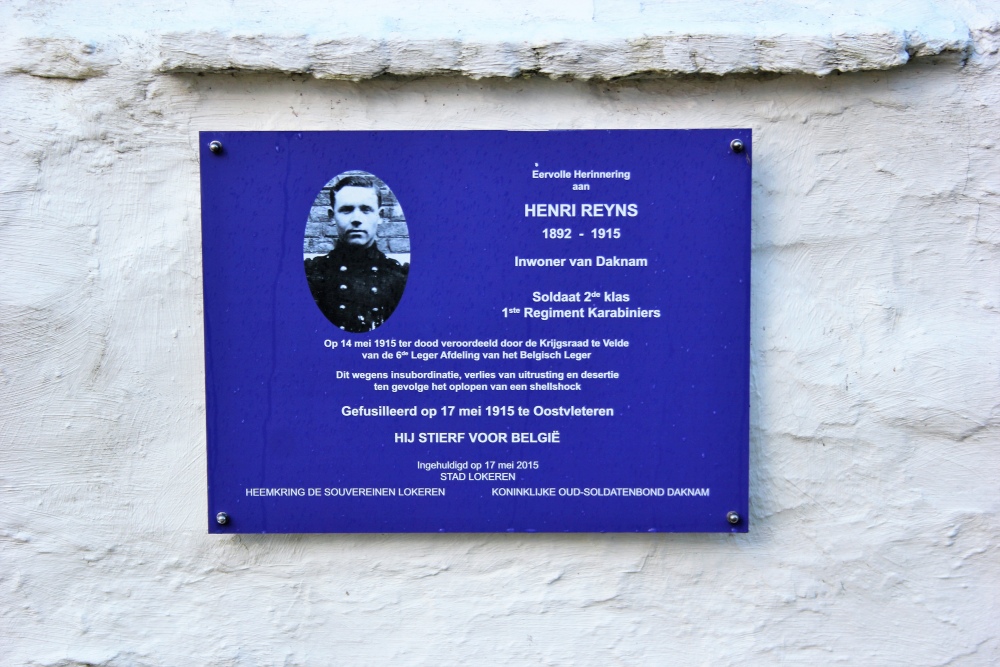 Eervolle Herinnering
aan
HENRI REYNS
1892 - 1915
Inwoner van Daknam
Soldaat 2de klas
1ste Regiment Karabiniers
Op 14 mei 1915 ter dood veroordeeld door de Krijgsraad te Velde
van de 6de Leger Afdeling van het Belgisch Leger
Dit wegens insubordinatie, verlies van uitrusting en desertie
ten gevolge het oplopen van een shellshock
Gefusilleerd op 17 mei 1915 te Oostvleteren
HIJ STIERF VOOR BELGIË
Ingehuldigd op 17 mei 2015
STAD LOKEREN
HEEMKRING DE SOUVEREINEN LOKEREN KONINKLIJKE OUD-SOLDATENBOND DAKNAM